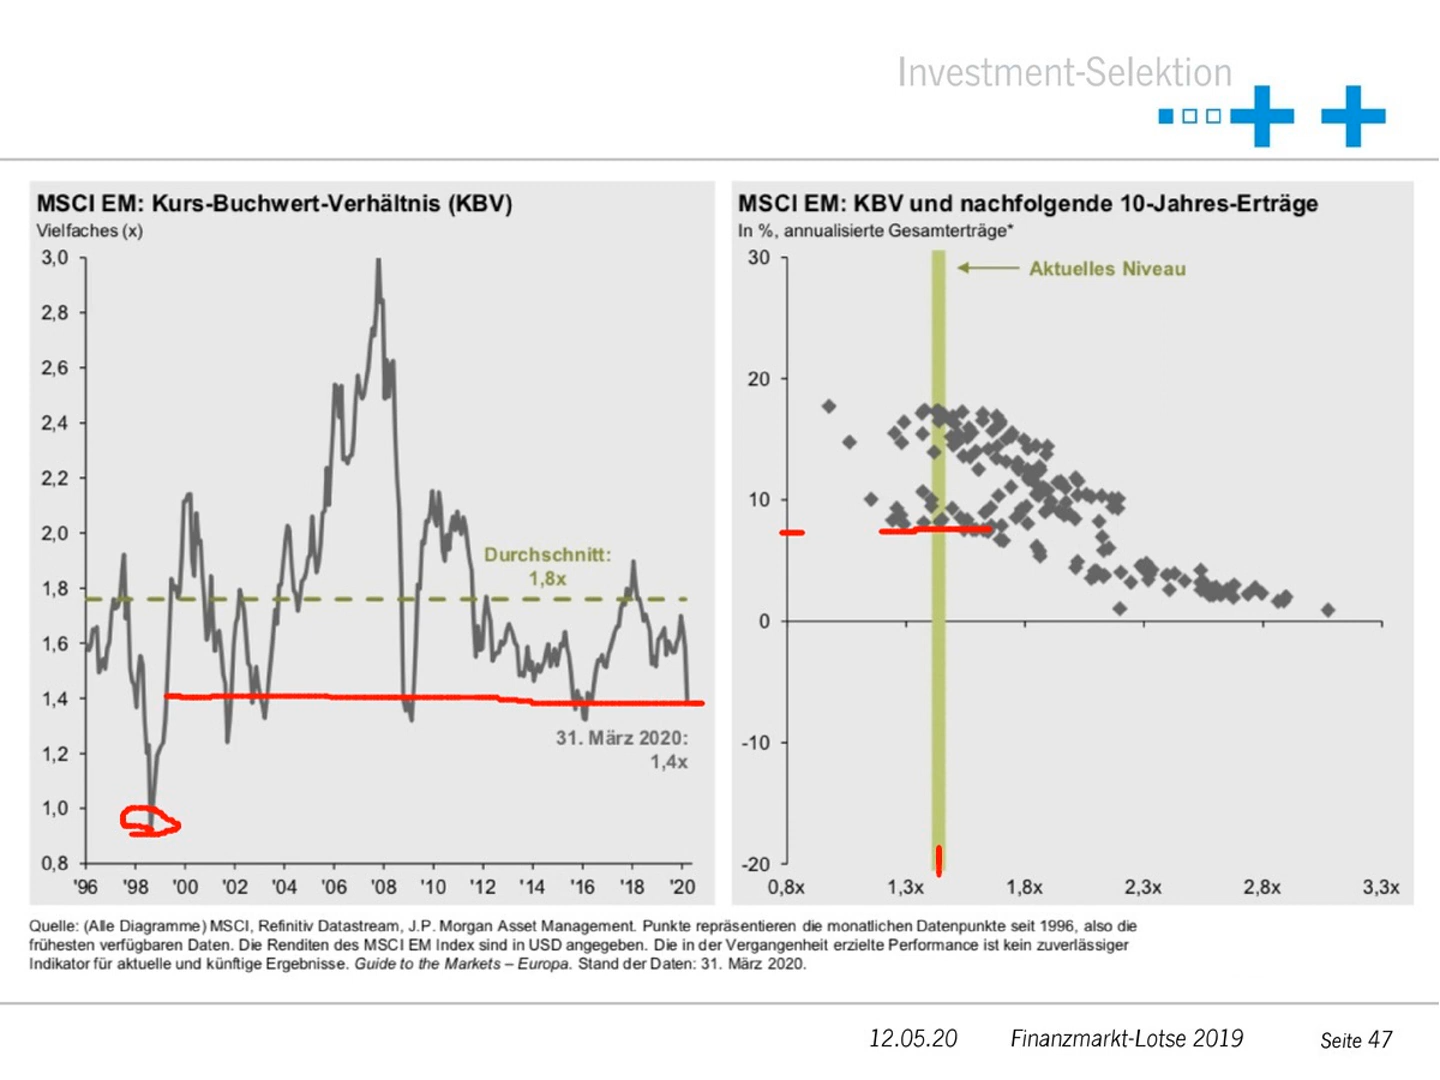 Investment-Selektion
MSCI EM: Kurs-Buchwert-Verhältnis (KBV)
Vielfaches (x)
3,0
2,8
2,6
2,4
2,2
2,0
1,8
1,6
1,4
1,2
1,0
0,8
Durchschnitt:
1,8x
31. März 2020:
1,4x
'96 '98 '00 '02 '04 '06 '08 '10 '12 '14 '16 '18 '20
MSCI EM: KBV und nachfolgende 10-Jahres-Erträge
In %, annualisierte Gesamterträge*
30
20
10
0
-10
-20
Aktuelles Niveau
0,8x 1,3x 1,8x 2,3x 2,8x 3,3x
Quelle: (Alle Diagramme) MSCI, Refinitiv Datastream, J.P. Morgan Asset Management. Punkte repräsentieren die monatlichen Datenpunkte seit 1996, also die
frühesten verfügbaren Daten. Die Renditen des MSCI EM Index sind in USD angegeben. Die in der Vergangenheit erzielte Performance ist kein zuverlässiger
Indikator für aktuelle und künftige Ergebnisse. Guide to the Markets – Europa. Stand der Daten: 31. März 2020.
12.05.20 Finanzmarkt-Lotse 2019 Seite 47